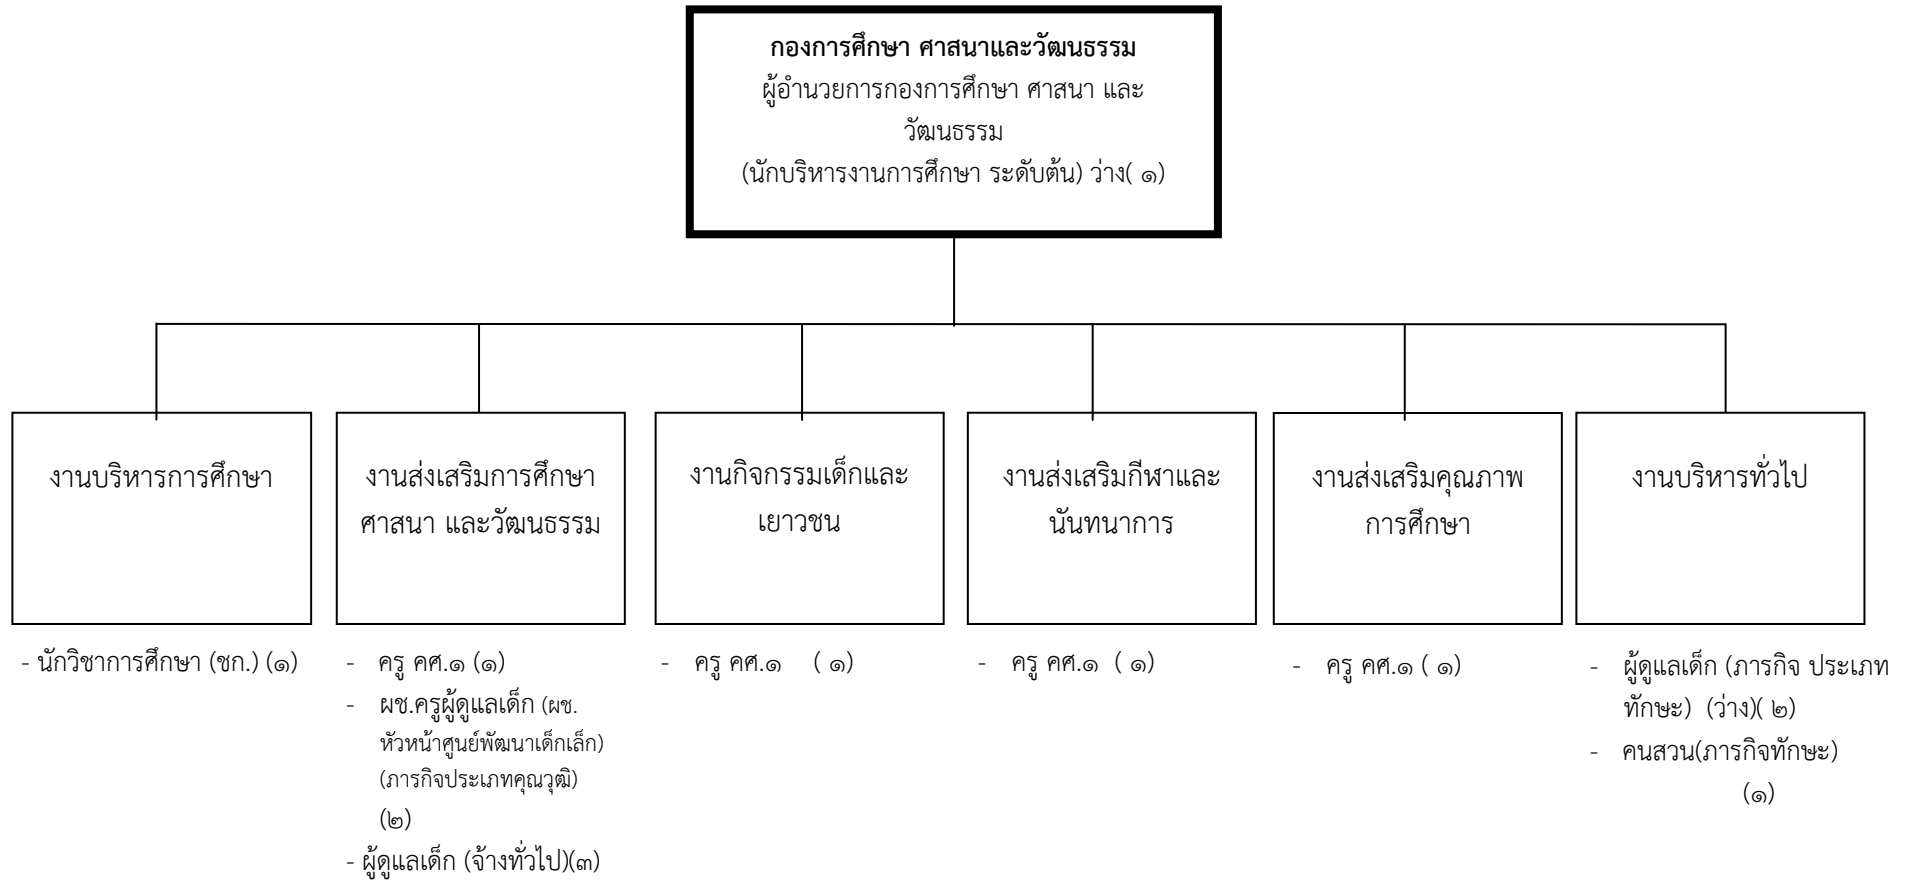 กองการศึกษา ศาสนาและวัฒนธรรม
ผู้อำนวยการกองการศึกษา ศาสนา และ
วัฒนธรรม
(นักบริหารงานการศึกษา ระดับต้น) ว่าง( ๑)
งานบริหารการศึกษา
- นักวิชาการศึกษา (ชก.) (๑)
งานส่งเสริมการศึกษา
ศาสนา และวัฒนธรรม
- ครู คศ.๑ (๑)
- ผช.ครูผู้ดูแลเด็ก (ผช.
หัวหน้าศูนย์พัฒนาเด็กเล็ก)
(ภารกิจประเภทคุณวุฒิ)
(๒)
- ผู้ดูแลเด็ก (จ้างทั่วไป)(๓)
งานกิจกรรมเด็กและ
เยาวชน
- ครู คศ.๑ ( ๑)
งานส่งเสริมกีฬาและ
นันทนาการ
- ครู คศ.๑ ( ๑)
งานส่งเสริมคุณภาพ
การศึกษา
- ครู คศ.๑ ( ๑)
งานบริหารทั่วไป
- ผู้ดูแลเด็ก (ภารกิจ ประเภท
ทักษะ) (ว่าง)( ๒)
- คนสวน(ภารกิจทักษะ)
(๑)